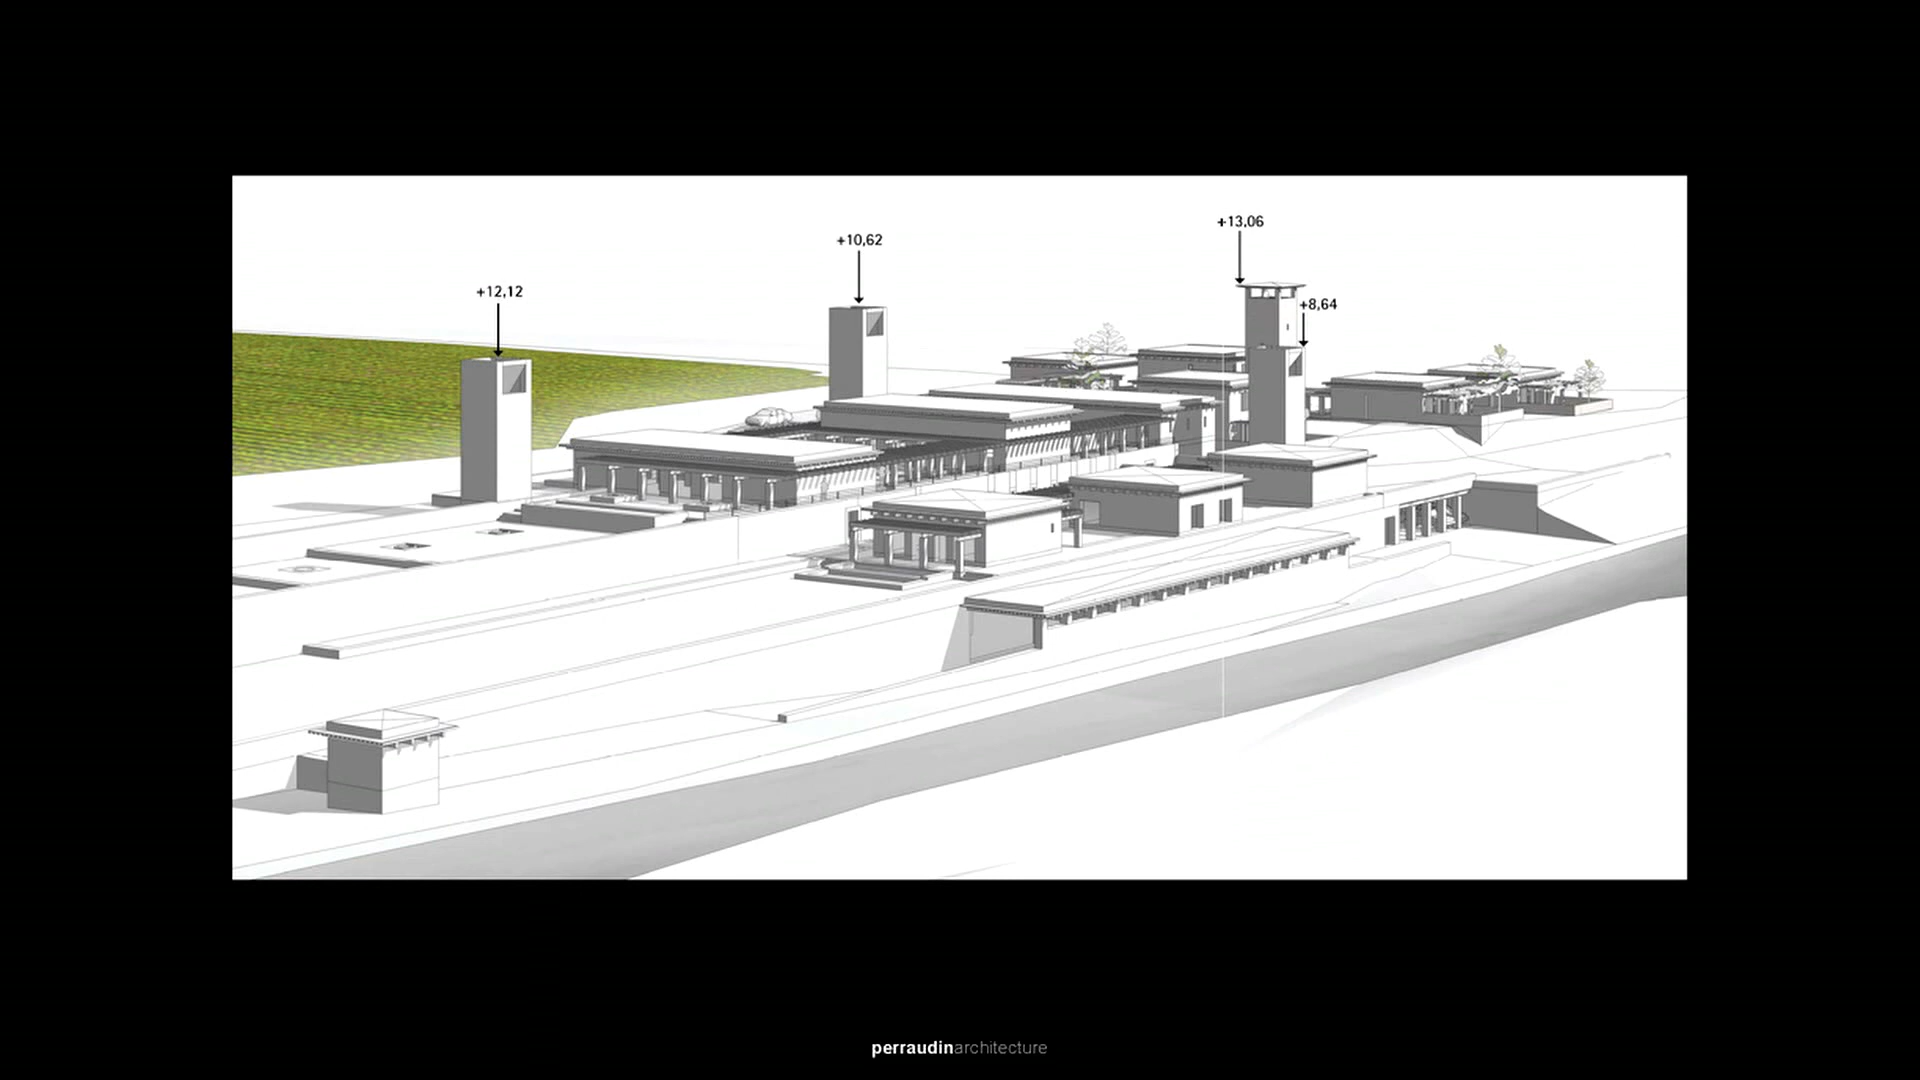 +13,06
+10,62
+12,12
+8,64
perraudinarchitecture